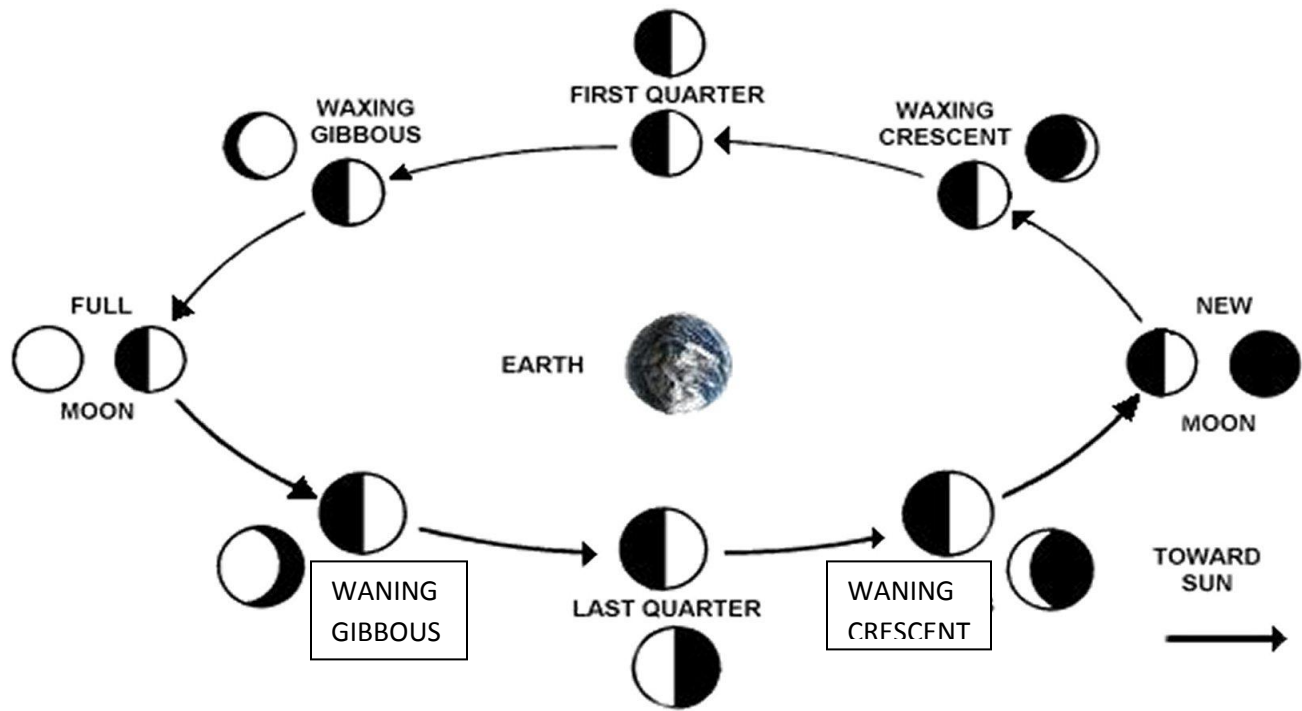 FIRST QUARTER
WAXING
GIBBOUS
WAXING
CRESCENT
FULL
MOON
EARTH
NEW
MOON
WANING
GIBBOUS
LAST QUARTER
WANING
CRESCENT
TOWARD
SUN